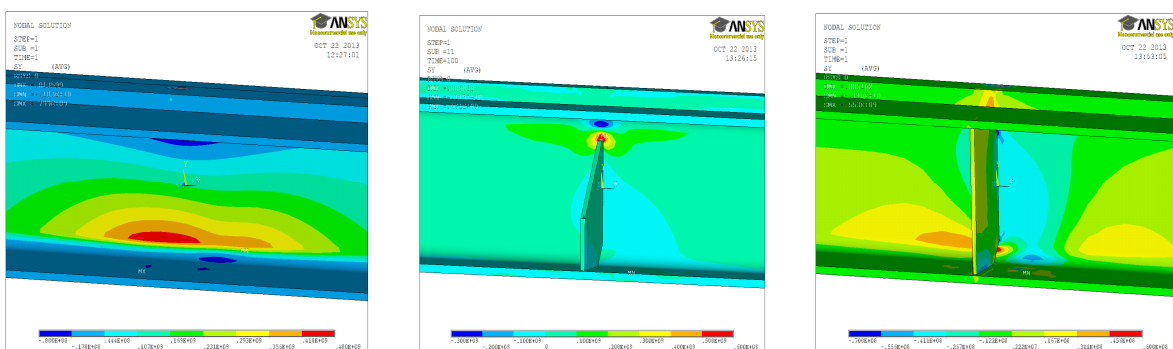 NODAL SOLUTION
ANSYS
Noncommercial use only
OCT 22 2013
12:27:01
STEP=1
SUB =1
TIME=1
SY (AVG)
MX
-.800E+08
-.178E+08
.444E+08
.107E+09
.169E+09
.231E+09
.293E+09
.356E+09
.418E+09
.480E+09
NODAL SOLUTION
ANSYS
Noncommercial use only
OCT 22 2013
13:26:15
STEP=1
SUB =11
TIME=100
SY (AVG)
MN
-.300E+09
-.200E+09
-.100E+09
0
.100E+09
.200E+09
.300E+09
.400E+09
.500E+09
.600E+09
NODAL SOLUTION
ANSYS
Noncommercial use only
OCT 22 2013
13:53:05
STEP=1
SUB =1
TIME=1
SY (AVG)
MN
-.700E+08
-.556E+08
-.411E+08
-.267E+08
-.122E+08
.222E+07
.167E+08
.311E+08
.456E+08
.600E+08